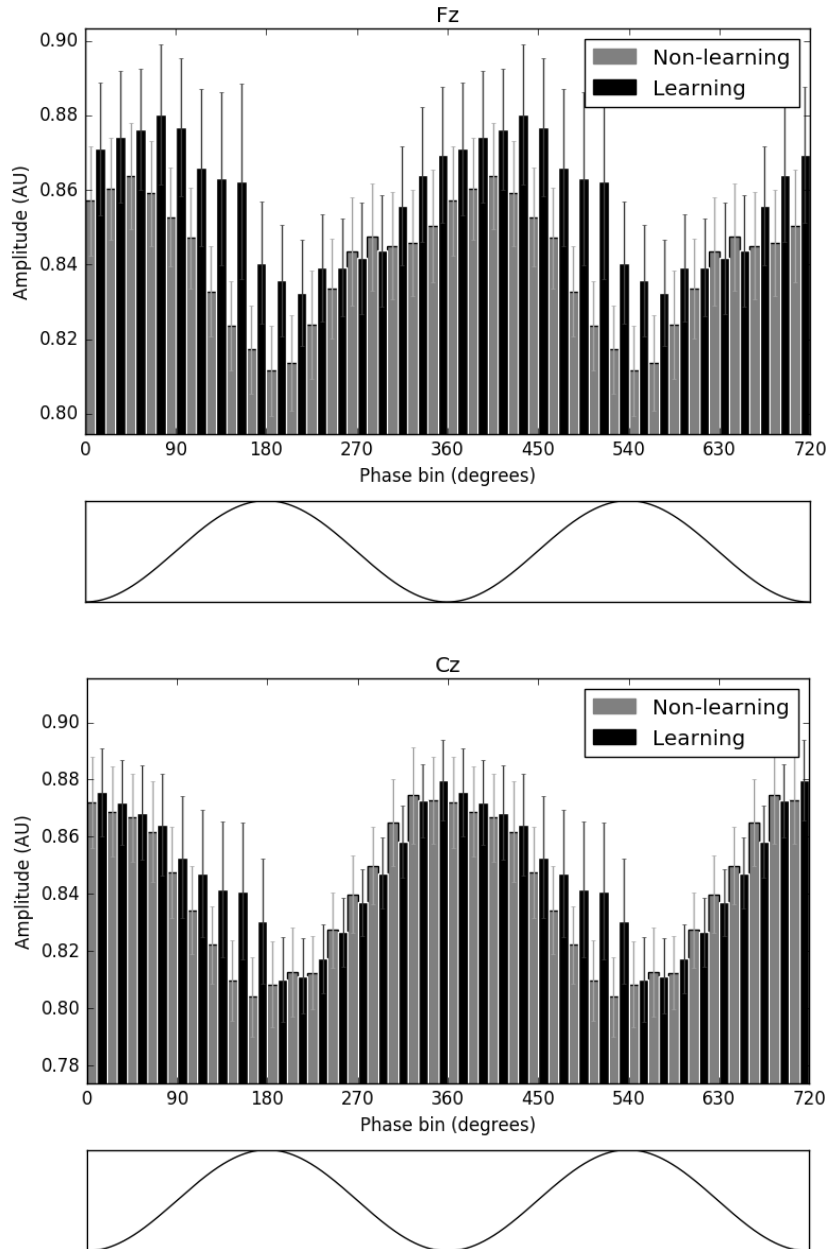 Fz
0.90
Non-learning
Learning
0.88
0.86
0.84
0.82
0.80
Amplitude (AU)
0 90 180 270 360 450 540 630 720
Phase bin (degrees)
Cz
0.90
Non-learning
Learning
0.88
0.86
0.84
0.82
0.80
0.78
Amplitude (AU)
0 90 180 270 360 450 540 630 720
Phase bin (degrees)